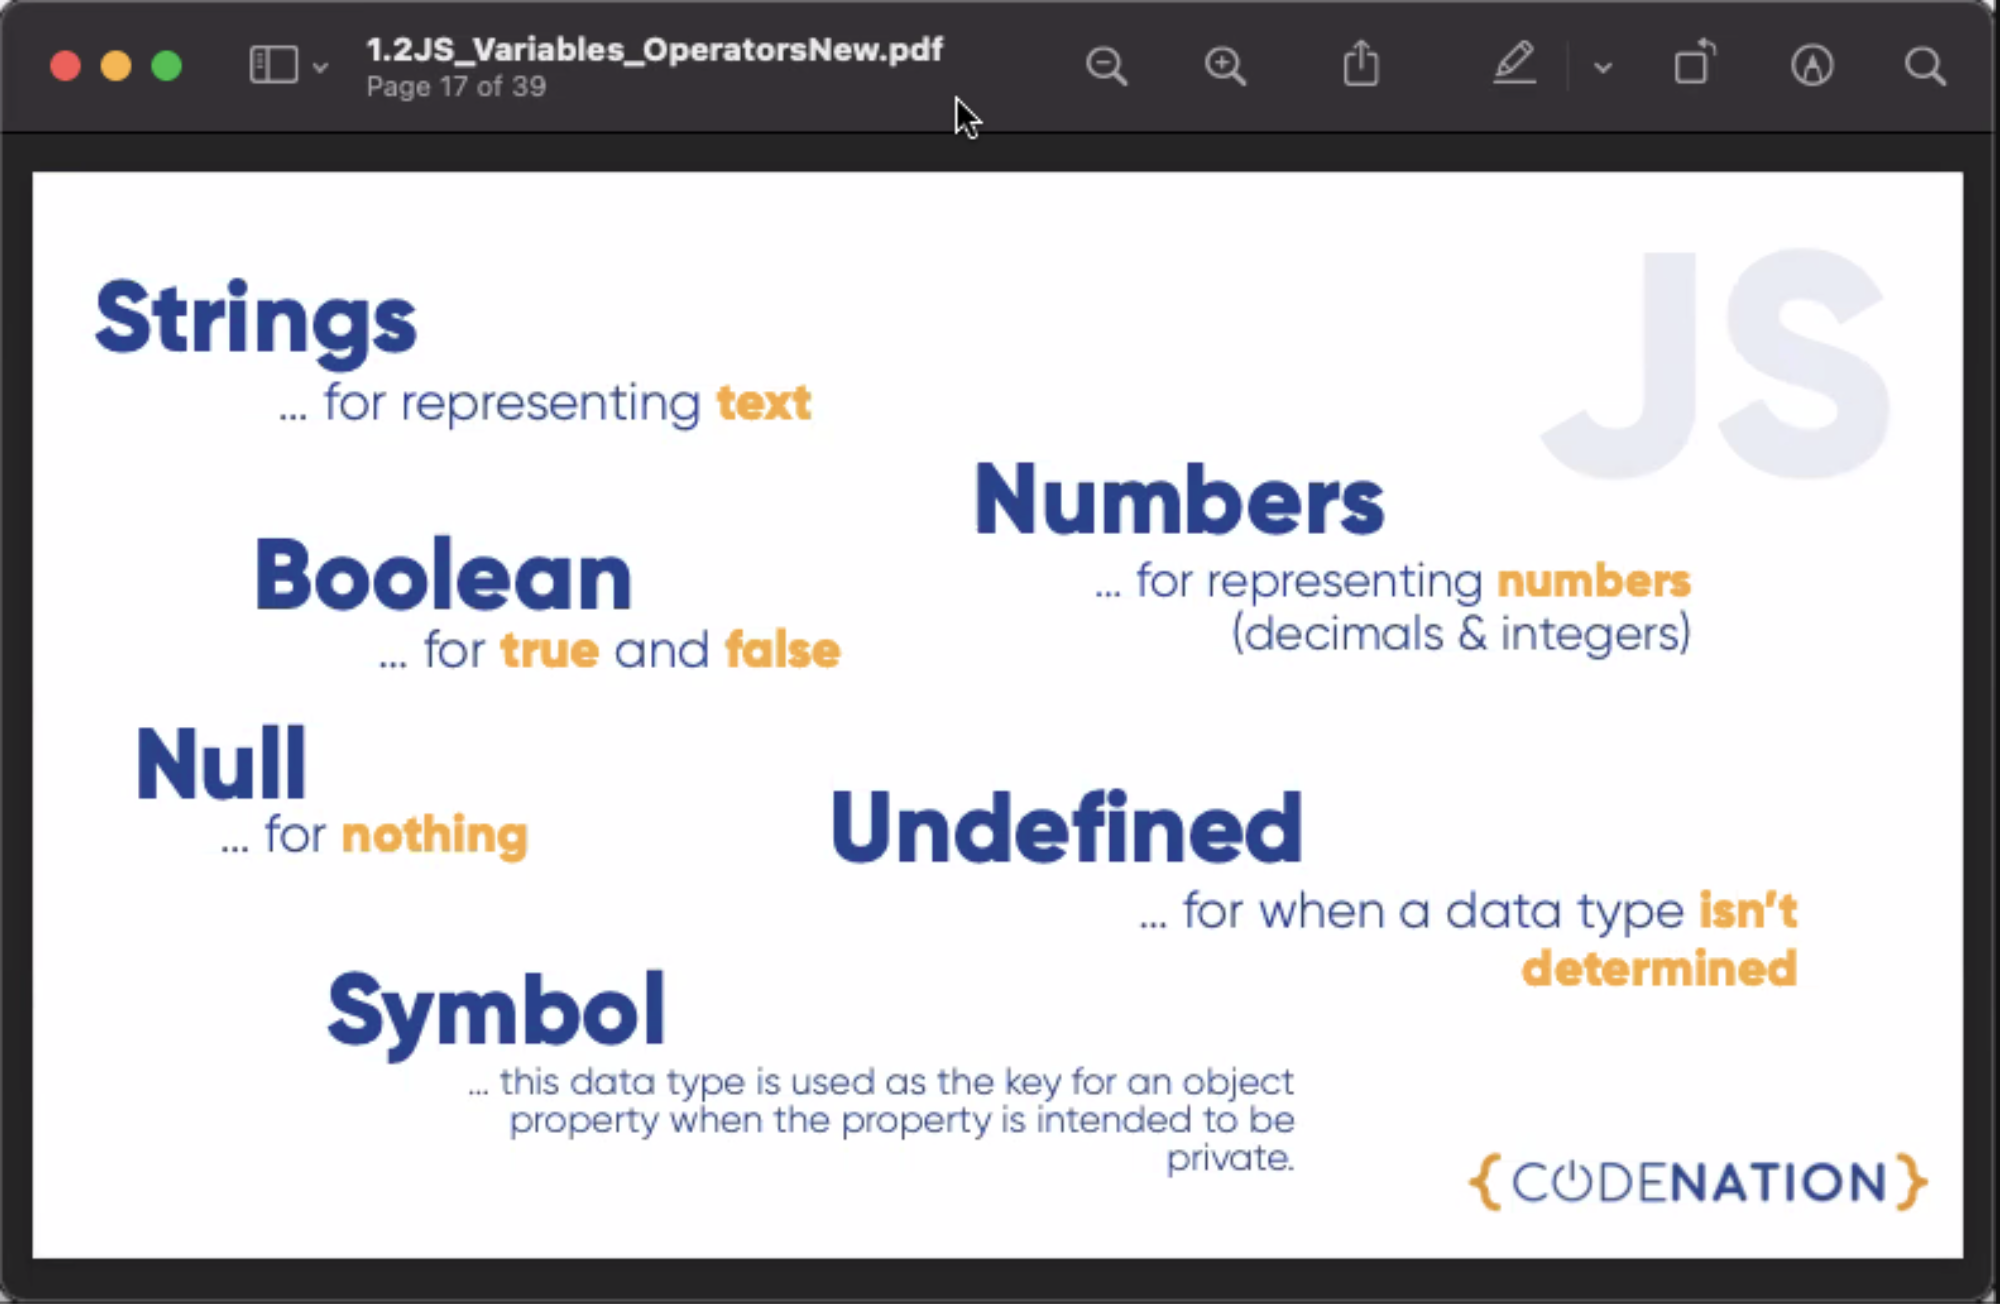 1.2JS_Variables_OperatorsNew.pdf
Page 17 of 39
JS
Strings
... for representing text
Numbers
... for representing numbers
(decimals & integers)
Boolean
... for true and false
Null
... for nothing
Undefined
... for when a data type isn't
determined
Symbol
... this data type is used as the key for an object
property when the property is intended to be
private.
{CODENATION}